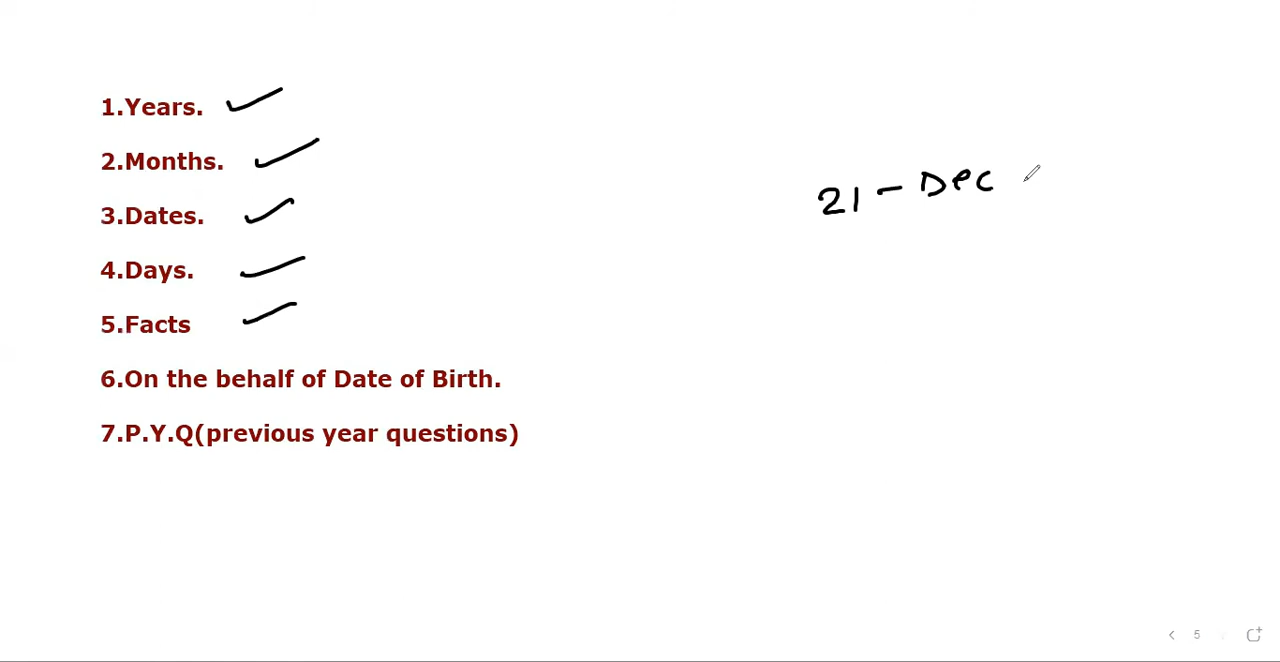 1.Years.
2.Months.
21 - Dec
3.Dates.
4.Days.
5.Facts
6.On the behalf of Date of Birth.
7.P.Y.Q(previous year questions)
5